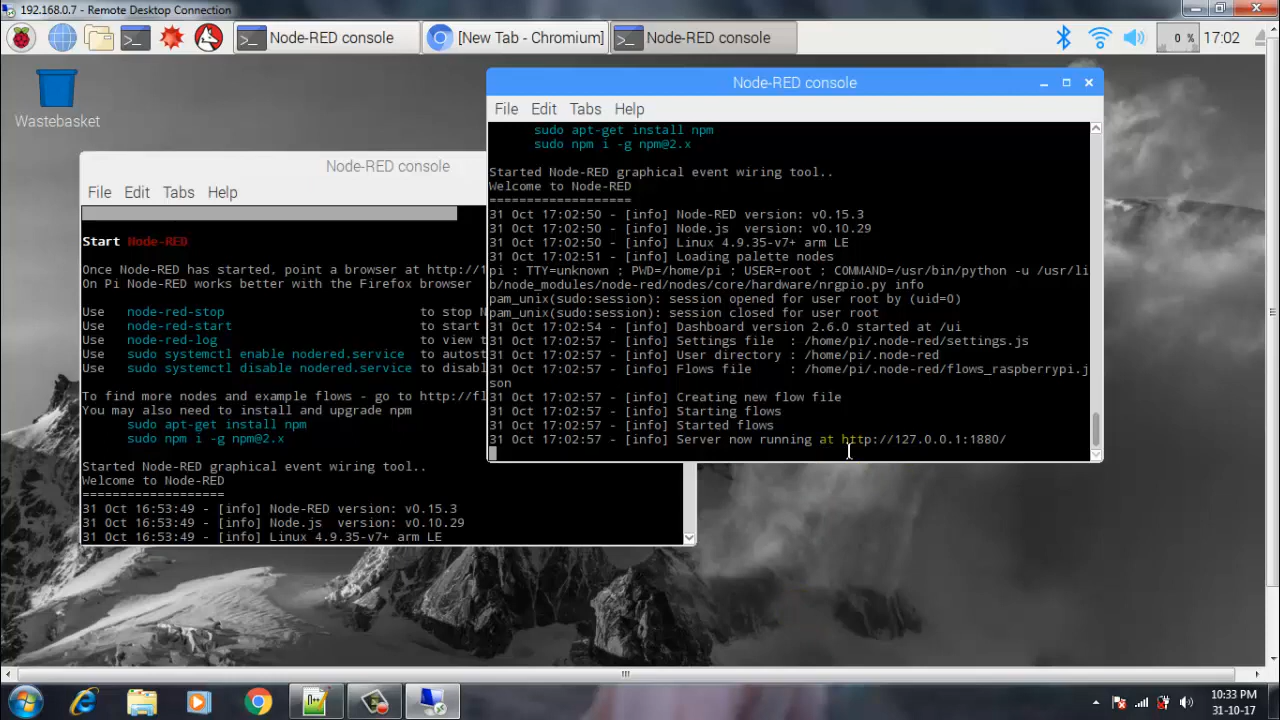 192.168.0.7 - Remote Desktop Connection
Node-RED console
[New Tab - Chromium]
Node-RED console
0 %
17:02
Wastebasket
Node-RED console
File Edit Tabs Help
Start Node-RED
Once Node-RED has started, point a browser at http://1
On Pi Node-RED works better with the Firefox browser
Use node-red-stop to stop N
Use node-red-start to start
Use node-red-log to view t
Use sudo systemctl enable nodered.service to autost
Use sudo systemctl disable nodered.service to disabl
To find more nodes and example flows - go to http://fl
You may also need to install and upgrade npm
sudo apt-get install npm
sudo npm i -g npm@2.x
Started Node-RED graphical event wiring tool..
Welcome to Node-RED
===================
31 Oct 16:53:49 - [info] Node-RED version: v0.15.3
31 Oct 16:53:49 - [info] Node.js  version: v0.10.29
31 Oct 16:53:49 - [info] Linux 4.9.35-v7+ arm LE
Node-RED console
File Edit Tabs Help
sudo apt-get install npm
sudo npm i -g npm@2.x
Started Node-RED graphical event wiring tool..
Welcome to Node-RED
===================
31 Oct 17:02:50 - [info] Node-RED version: v0.15.3
31 Oct 17:02:50 - [info] Node.js  version: v0.10.29
31 Oct 17:02:50 - [info] Linux 4.9.35-v7+ arm LE
31 Oct 17:02:51 - [info] Loading palette nodes
pi : TTY=unknown ; PWD=/home/pi ; USER=root ; COMMAND=/usr/bin/python -u /usr/li
b/node_modules/node-red/nodes/core/hardware/nrgpio.py info
pam_unix(sudo:session): session opened for user root by (uid=0)
pam_unix(sudo:session): session closed for user root
31 Oct 17:02:54 - [info] Dashboard version 2.6.0 started at /ui
31 Oct 17:02:57 - [info] Settings file  : /home/pi/.node-red/settings.js
31 Oct 17:02:57 - [info] User directory : /home/pi/.node-red
31 Oct 17:02:57 - [info] Flows file     : /home/pi/.node-red/flows_raspberrypi.j
son
31 Oct 17:02:57 - [info] Creating new flow file
31 Oct 17:02:57 - [info] Starting flows
31 Oct 17:02:57 - [info] Started flows
31 Oct 17:02:57 - [info] Server now running at http://127.0.0.1:1880/
10:33 PM
31-10-17